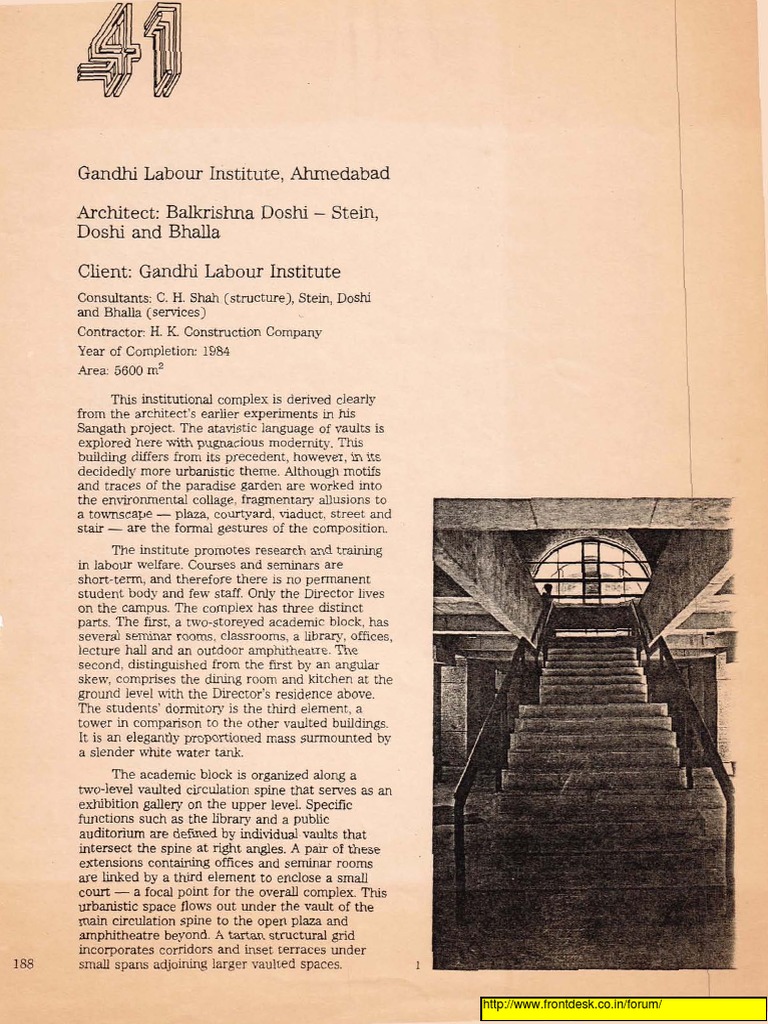 41
Gandhi Labour Institute, Ahmedabad
Architect: Balkrishna Doshi – Stein,
Doshi and Bhalla
Client: Gandhi Labour Institute
Consultants: C. H. Shah (structure), Stein, Doshi
and Bhalla (services)
Contractor: H. K. Construction Company
Year of Completion: 1984
Area: 5600 m²
This institutional complex is derived clearly
from the architect's earlier experiments in his
Sangath project. The atavistic language of vaults is
explored here with pugnacious modernity. This
building differs from its precedent, however, in its
decidedly more urbanistic theme. Although motifs
and traces of the paradise garden are worked into
the environmental collage, fragmentary allusions to
a townscape — plaza, courtyard, viaduct, street and
stair — are the formal gestures of the composition.
The institute promotes research and training
in labour welfare. Courses and seminars are
short-term, and therefore there is no permanent
student body and few staff. Only the Director lives
on the campus. The complex has three distinct
parts. The first, a two-storeyed academic block, has
several seminar rooms, classrooms, a library, offices,
lecture hall and an outdoor amphitheatre. The
second, distinguished from the first by an angular
skew, comprises the dining room and kitchen at the
ground level with the Director's residence above.
The students' dormitory is the third element, a
tower in comparison to the other vaulted buildings.
It is an elegantly proportioned mass surmounted by
a slender white water tank.
The academic block is organized along a
two-level vaulted circulation spine that serves as an
exhibition gallery on the upper level. Specific
functions such as the library and a public
auditorium are defined by individual vaults that
intersect the spine at right angles. A pair of these
extensions containing offices and seminar rooms
are linked by a third element to enclose a small
court — a focal point for the overall complex. This
urbanistic space flows out under the vault of the
main circulation spine to the open plaza and
amphitheatre beyond. A tartan structural grid
incorporates corridors and inset terraces under
small spans adjoining larger vaulted spaces.
188
1
http://www.frontdesk.co.in/forum/